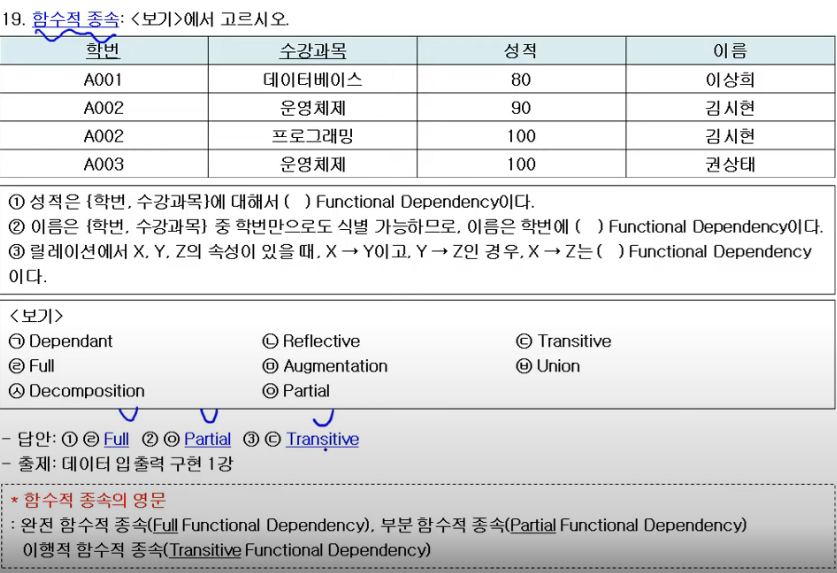 19. 함수적 종속: <보기>에서 고르시오.
학번 수강과목 성적 이름
A001 데이터베이스 80 이상희
A002 운영체제 90 김시현
A002 프로그래밍 100 김시현
A003 운영체제 100 권상태
① 성적은 {학번, 수강과목}에 대해서 ( ) Functional Dependency이다.
② 이름은 {학번, 수강과목} 중 학번만으로도 식별 가능하므로, 이름은 학번에 ( ) Functional Dependency이다.
③ 릴레이션에서 X, Y, Z의 속성이 있을 때, X → Y이고, Y → Z인 경우, X → Z는 ( ) Functional Dependency
이다.
<보기>
㉠ Dependant ㉡ Reflective ㉢ Transitive
㉣ Full ㉤ Augmentation ㉥ Union
㉦ Decomposition ㉧ Partial
- 답안: ① ㉣ Full ② ㉧ Partial ③ ㉢ Transitive
- 출제: 데이터 입출력 구현 1강
* 함수적 종속의 영문
: 완전 함수적 종속(Full Functional Dependency), 부분 함수적 종속(Partial Functional Dependency)
이행적 함수적 종속(Transitive Functional Dependency)